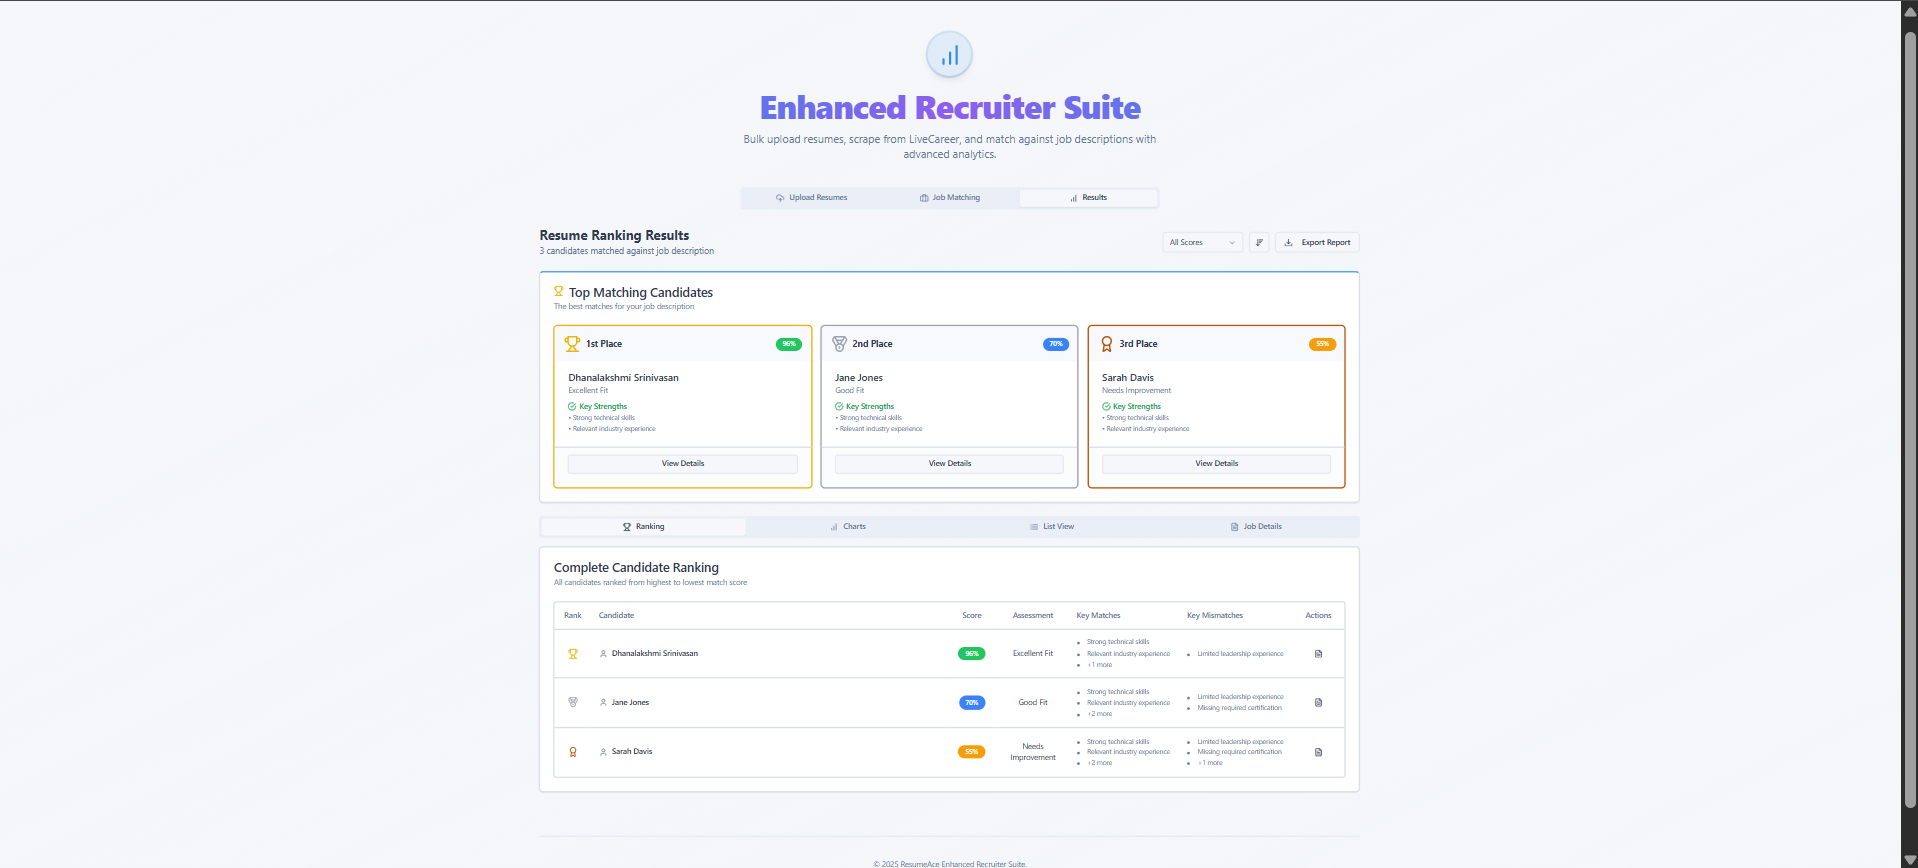 Enhanced Recruiter Suite
Bulk upload resumes, scrape from LiveCareer, and match against job descriptions with
advanced analytics.
Upload Resumes
Job Matching
Results
Resume Ranking Results
3 candidates matched against job description
All Scores
Export Report
Top Matching Candidates
The best matches for your job description
1st Place
96%
Dhanalakshmi Srinivasan
Excellent Fit
Key Strengths
• Strong technical skills
• Relevant industry experience
View Details
2nd Place
70%
Jane Jones
Good Fit
Key Strengths
• Strong technical skills
• Relevant industry experience
View Details
3rd Place
55%
Sarah Davis
Needs Improvement
Key Strengths
• Strong technical skills
• Relevant industry experience
View Details
Ranking
Charts
List View
Job Details
Complete Candidate Ranking
All candidates ranked from highest to lowest match score
Rank Candidate Score Assessment Key Matches Key Mismatches Actions
Dhanalakshmi Srinivasan
96%
Excellent Fit
• Strong technical skills
• Relevant industry experience
• +1 more
• Limited leadership experience
Jane Jones
70%
Good Fit
• Strong technical skills
• Relevant industry experience
• +2 more
• Limited leadership experience
• Missing required certification
Sarah Davis
55%
Needs
Improvement
• Strong technical skills
• Relevant industry experience
• +2 more
• Limited leadership experience
• Missing required certification
• +1 more
© 2025 ResumeAce Enhanced Recruiter Suite.